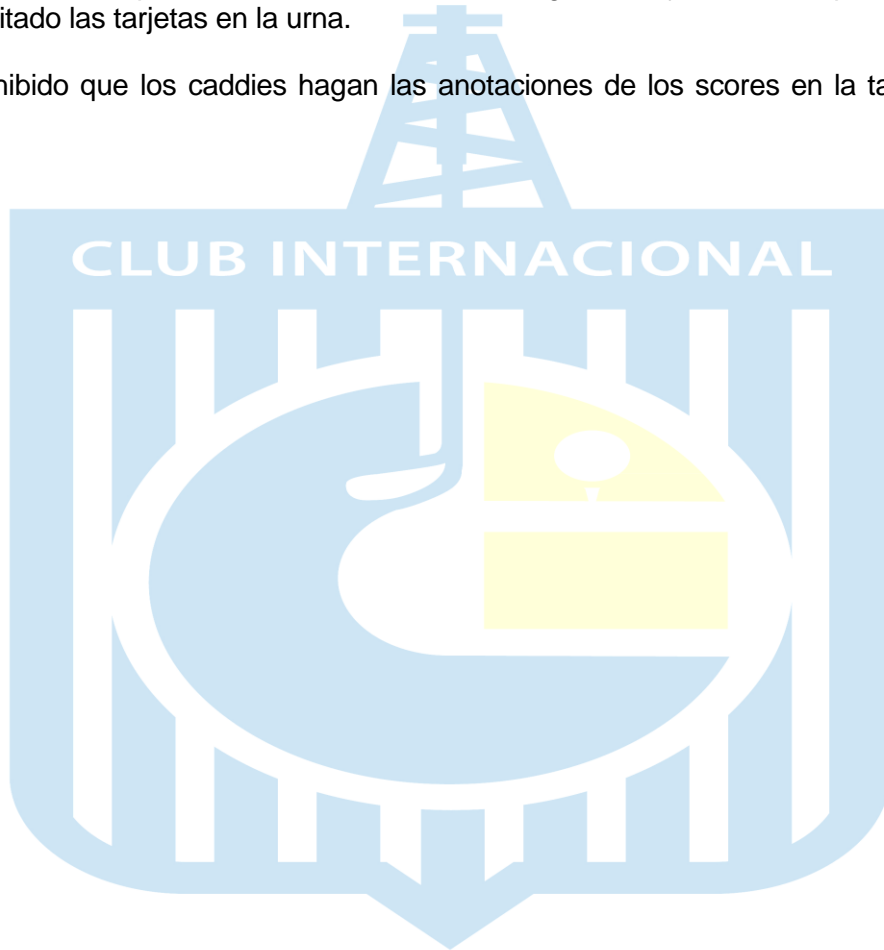 itado las tarjetas en la urna.
hibido que los caddies hagan las anotaciones de los scores en la ta
CLUB INTERNACIONAL